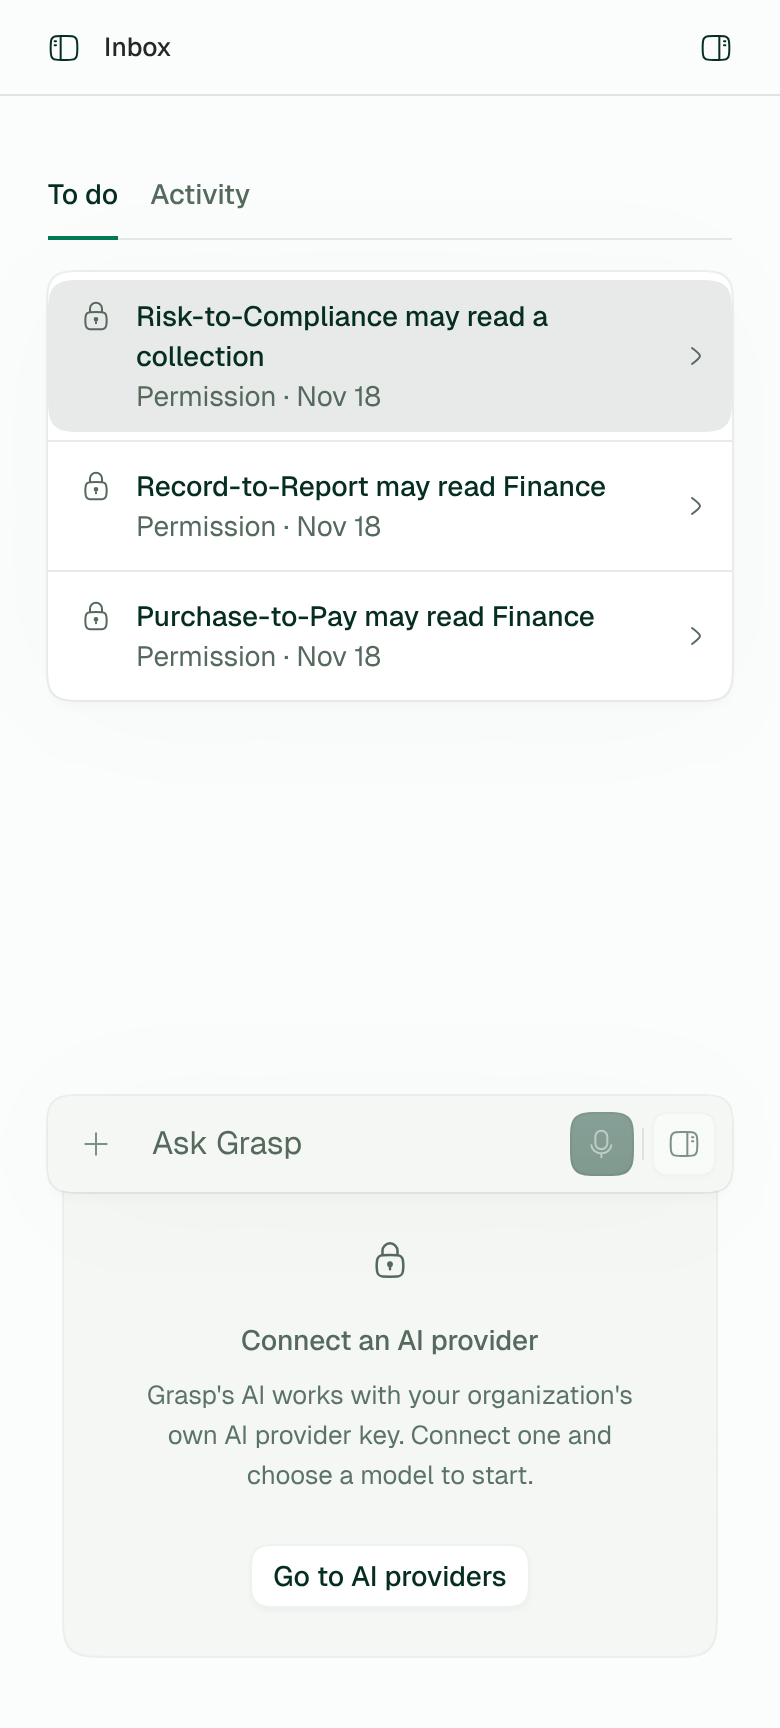 Inbox
To do
Activity
Risk-to-Compliance may read a
collection
Permission · Nov 18
Record-to-Report may read Finance
Permission · Nov 18
Purchase-to-Pay may read Finance
Permission · Nov 18
Ask Grasp
Connect an AI provider
Grasp's AI works with your organization's
own AI provider key. Connect one and
choose a model to start.
Go to AI providers